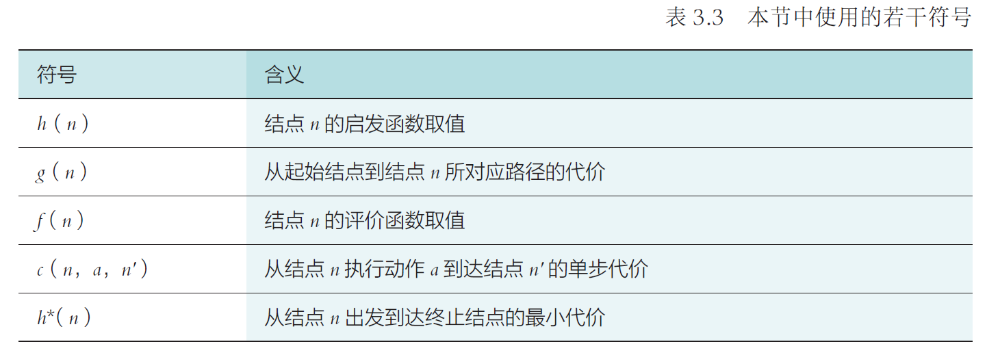 表 3.3 本节中使用的若干符号
符号 含义
h（n） 结点 n 的启发函数取值
g（n） 从起始结点到结点 n 所对应路径的代价
f（n） 结点 n 的评价函数取值
c（n，a，n′） 从结点 n 执行动作 a 到达结点 n′ 的单步代价
h*（n） 从结点 n 出发到达终止结点的最小代价